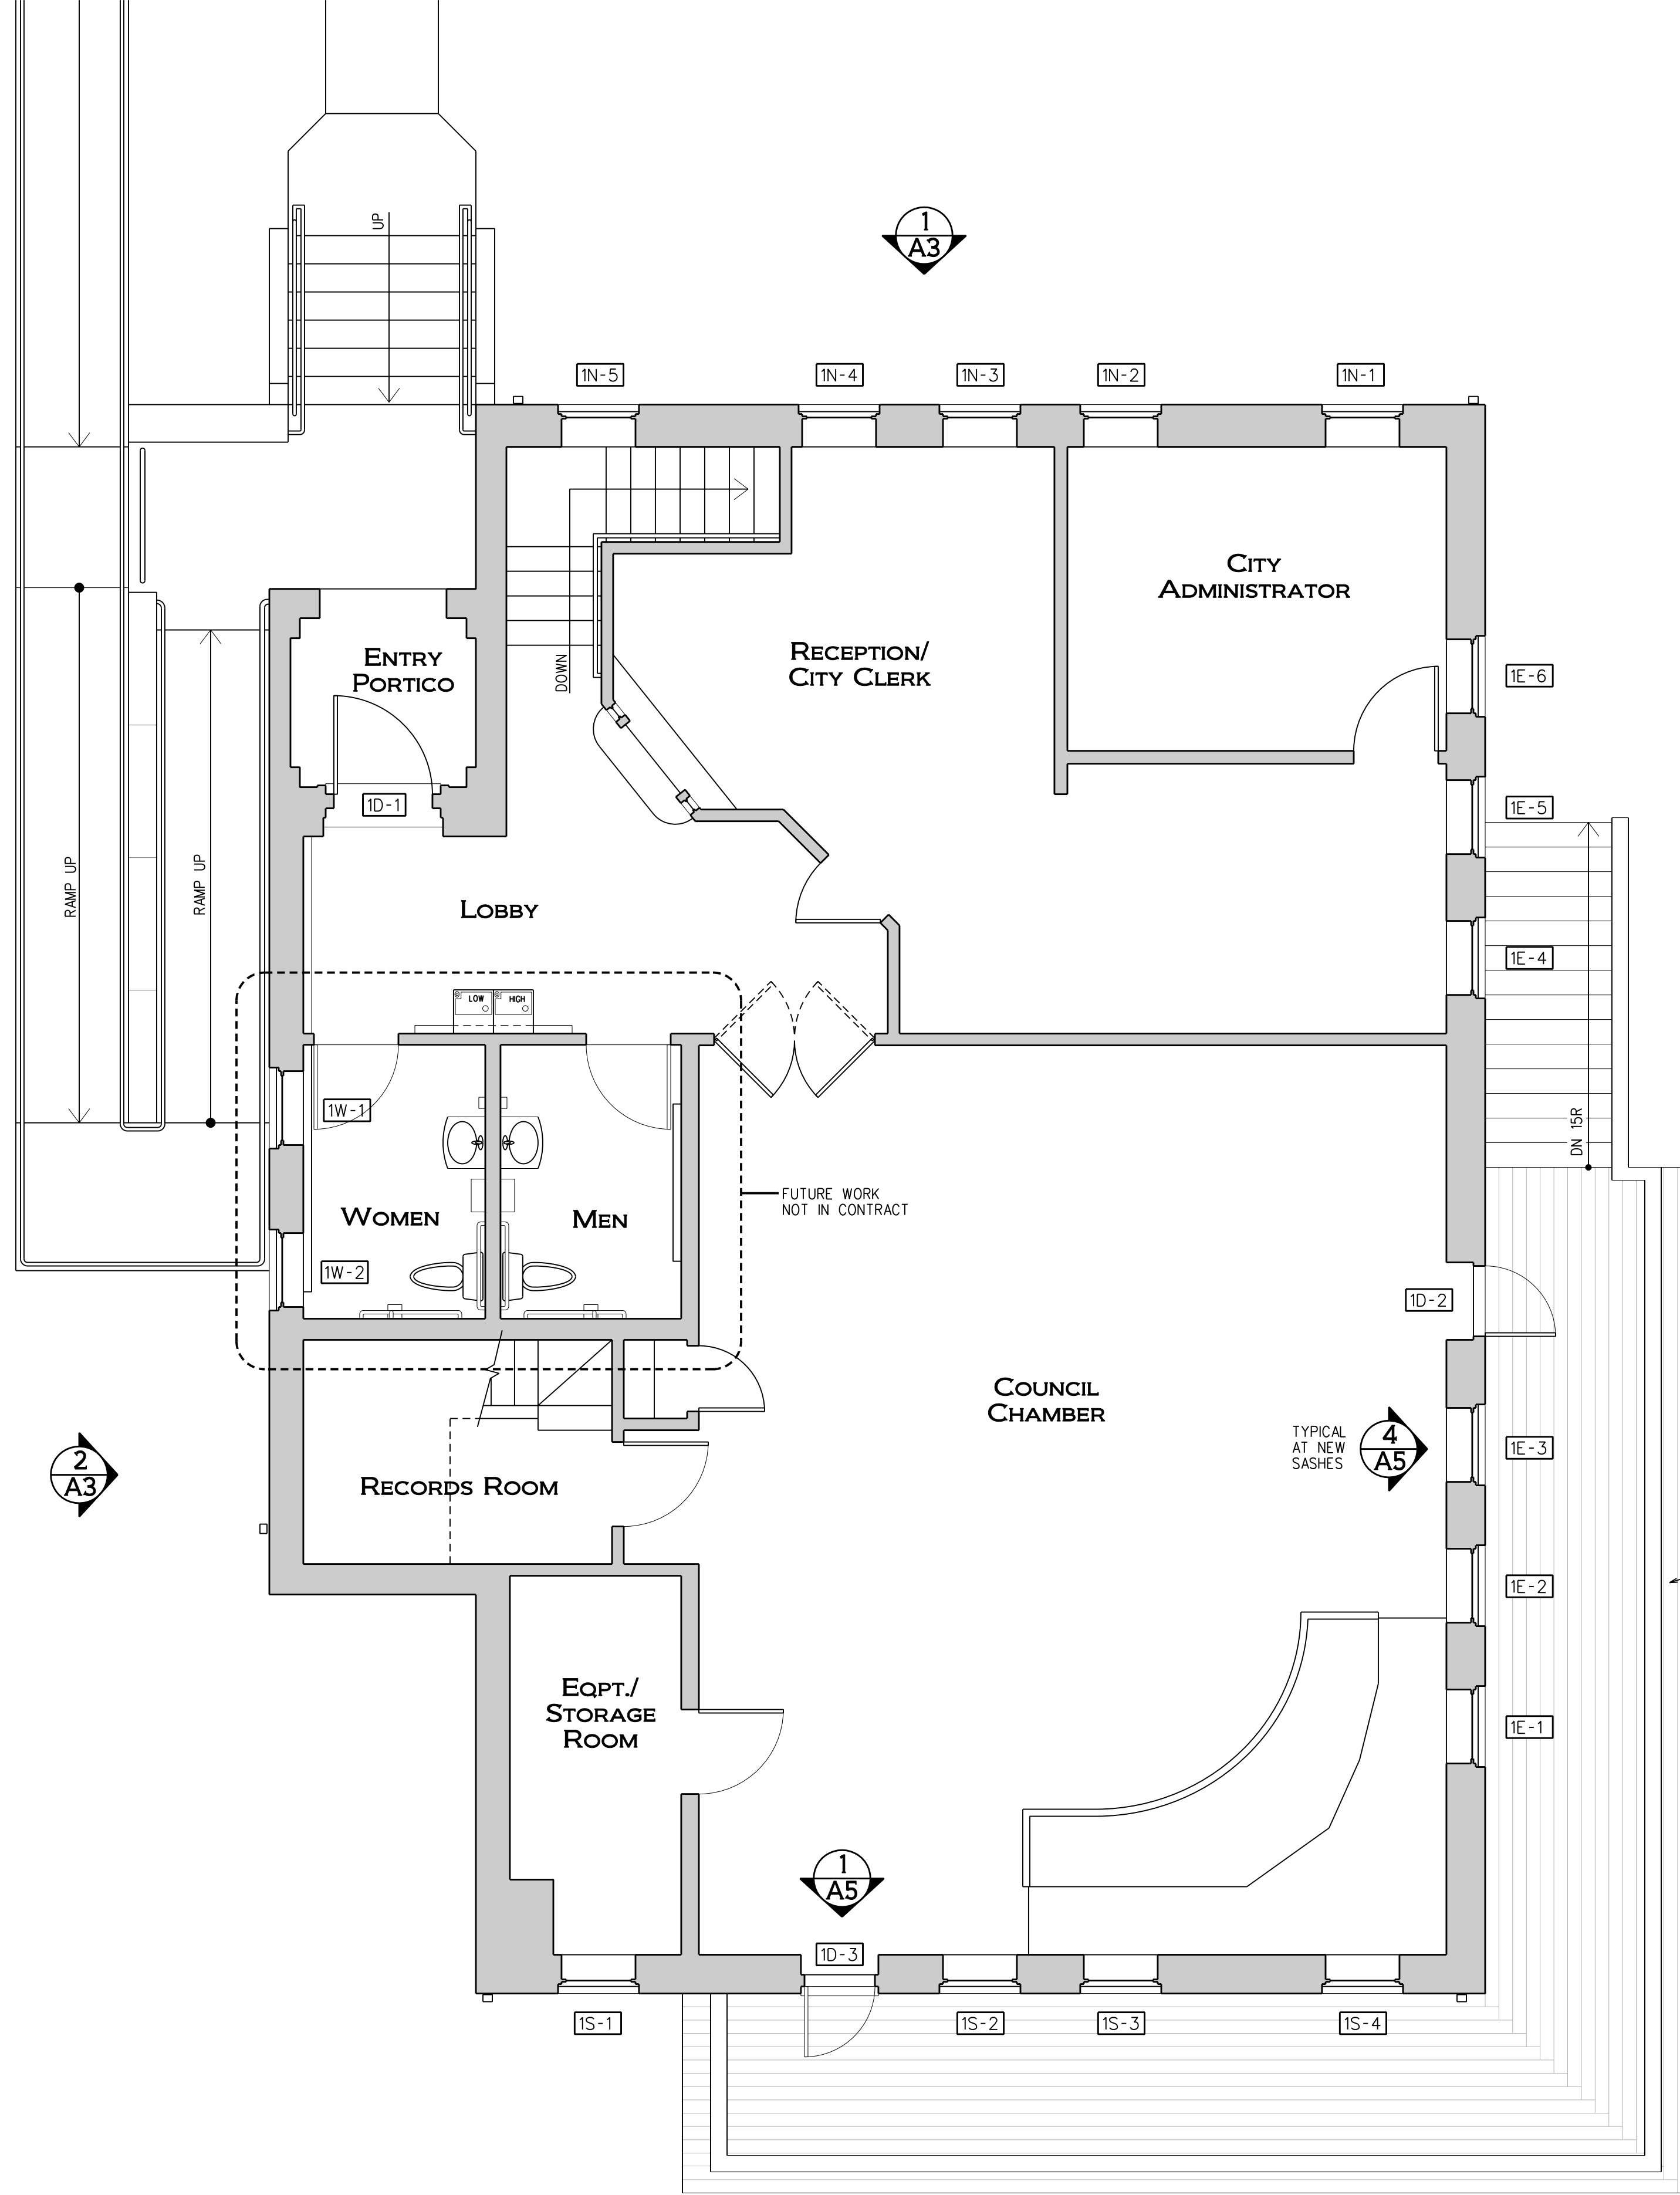 UP
1
A3
1N-5
1N-4
1N-3
1N-2
1N-1
CITY
ADMINISTRATOR
RECEPTION/
CITY CLERK
ENTRY
PORTICO
DOWN
1E-6
1D-1
1E-5
RAMP UP
RAMP UP
LOBBY
1E-4
LOW
HIGH
1W-1
DN 15R
FUTURE WORK
NOT IN CONTRACT
WOMEN
MEN
1W-2
1D-2
COUNCIL
CHAMBER
TYPICAL
AT NEW
SASHES
4
A5
1E-3
2
A3
RECORDS ROOM
1E-2
EQPT./
STORAGE
ROOM
1E-1
1
A5
1D-3
1S-1
1S-2
1S-3
1S-4